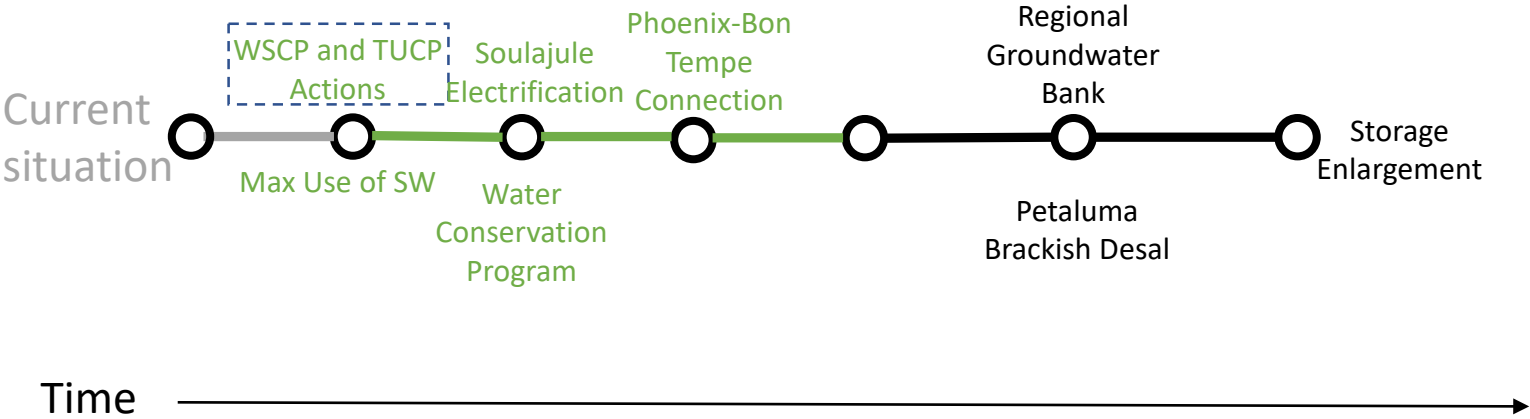 Current
situation
WSCP and TUCP
Actions
Max Use of SW
Soulajule
Electrification
Water
Conservation
Program
Phoenix-Bon
Tempe
Connection
Regional
Groundwater
Bank
Petaluma
Brackish Desal
Storage
Enlargement
Time